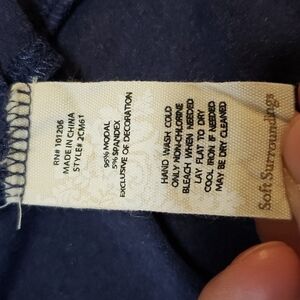 RN# 101206
MADE IN CHINA
STYLE# 2CM61
95% MODAL
5% SPANDEX
EXCLUSIVE OF DECORATION
HAND WASH COLD
ONLY NON-CHLORINE
BLEACH WHEN NEEDED
LAY FLAT TO DRY
COOL IRON IF NEEDED
MAY BE DRY CLEANED
Soft Surroundings